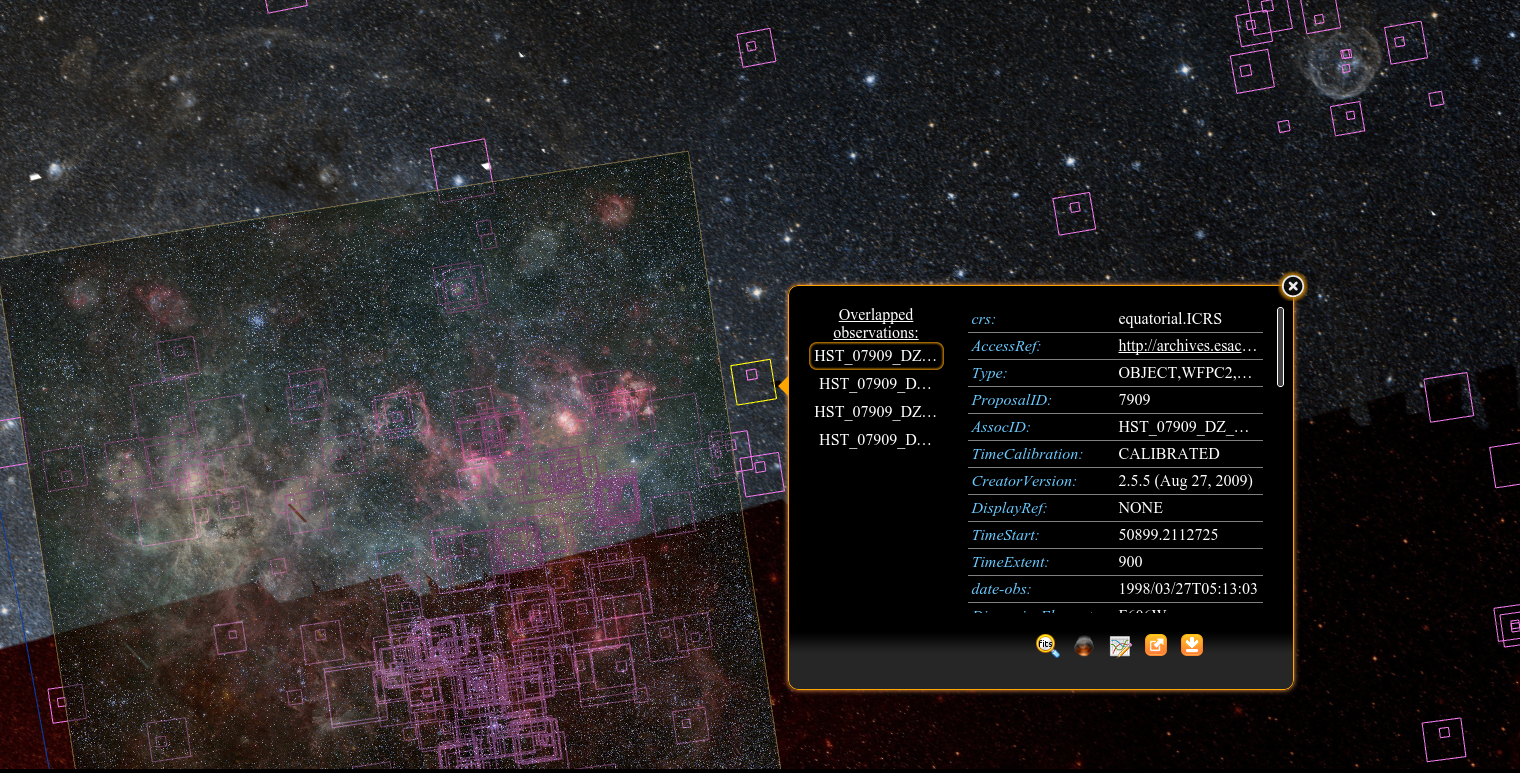 Overlapped
observations:
HST_07909_DZ…
HST_07909_D…
HST_07909_DZ…
HST_07909_D…
crs: equatorial.ICRS
AccessRef: http://archives.esac…
Type: OBJECT,WFPC2,…
ProposalID: 7909
AssocID: HST_07909_DZ_…
TimeCalibration: CALIBRATED
CreatorVersion: 2.5.5 (Aug 27, 2009)
DisplayRef: NONE
TimeStart: 50899.2112725
TimeExtent: 900
date-obs: 1998/03/27T05:13:03
fits